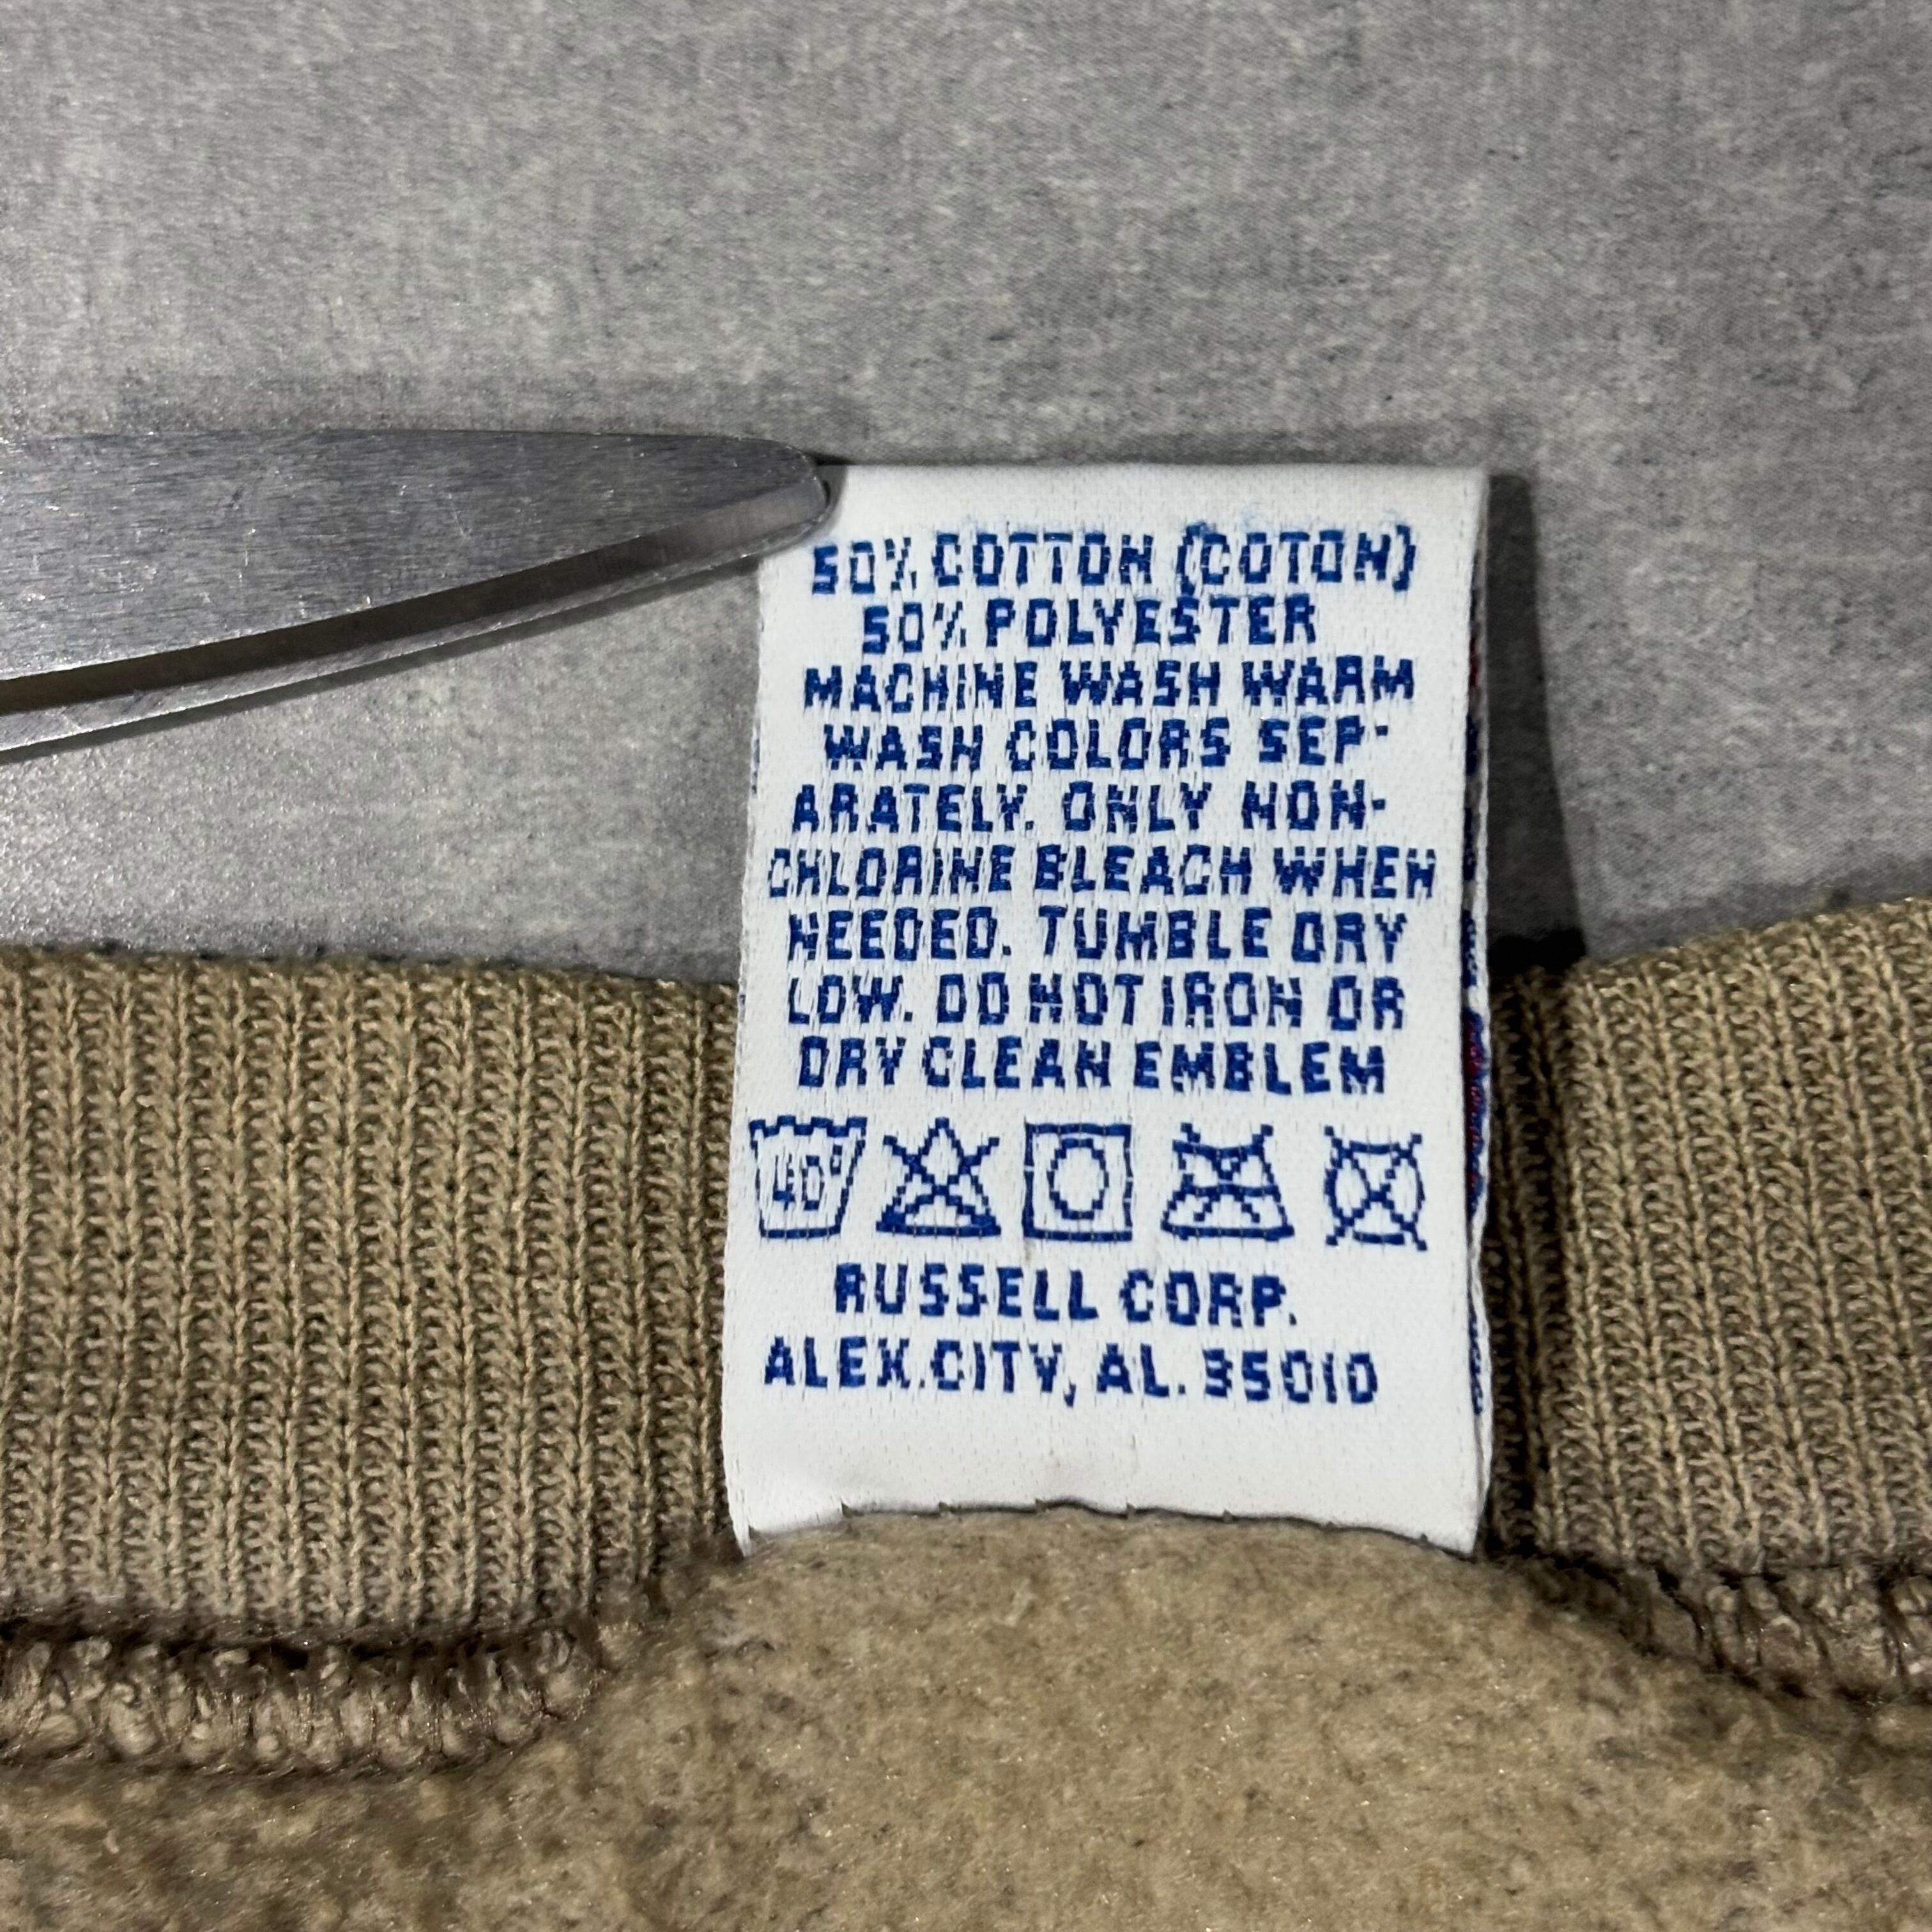 50% COTTON (COTON)
50% POLYESTER
MACHINE WASH WARM
WASH COLORS SEP-
ARATELY. ONLY NON-
CHLORINE BLEACH WHEN
NEEDED. TUMBLE DRY
LOW. DO NOT IRON OR
DRY CLEAN EMBLEM
40°
RUSSELL CORP.
ALEX.CITY, AL. 35010